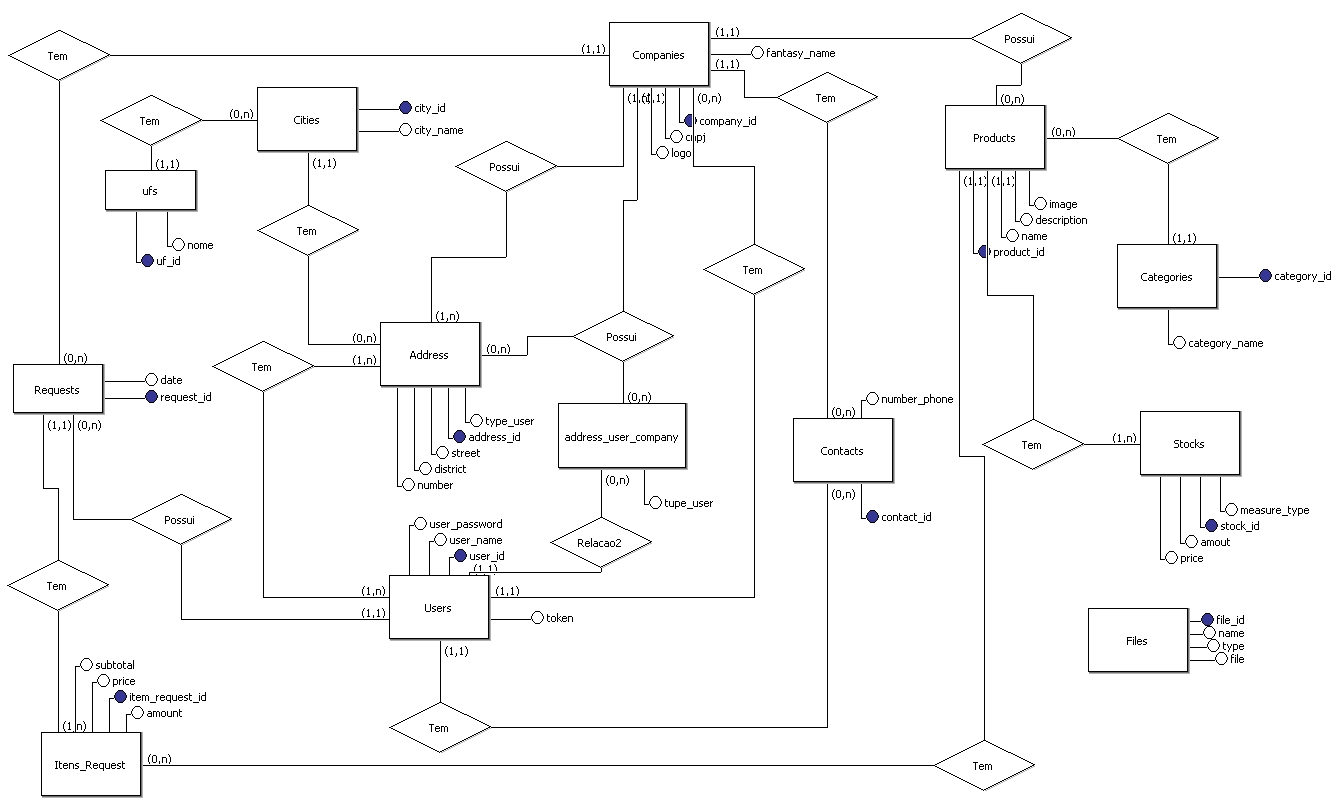 Companies
(1,1)
Possui
Tem
(1,1)
fantasy_name
(1,1)
(0,n)
Tem
(0,n)
company_id
cnpj
logo
Cities
(0,n)
city_id
city_name
Tem
(1,1)
ufs
nome
uf_id
(1,1)
Tem
Possui
(0,n)
Products
(0,n)
Tem
(1,1)
(1,1)
image
description
name
product_id
(1,1)
Categories
category_id
category_name
Tem
(1,n)
(0,n)
Address
(1,n)
(0,n)
Possui
Tem
type_user
address_id
street
district
number
(0,n)
Requests
date
request_id
(1,1)
(0,n)
(0,n)
address_user_company
(0,n)
tupe_user
number_phone
(0,n)
Contacts
(0,n)
contact_id
Tem
(1,n)
Stocks
measure_type
stock_id
amout
price
Possui
user_password
user_name
user_id
Relacao2
(1,1)
(1,n)
Users
(1,1)
(1,1)
token
(1,1)
Tem
Files
file_id
name
type
file
subtotal
price
item_request_id
amount
(1,n)
Itens_Request
(0,n)
Tem
Tem